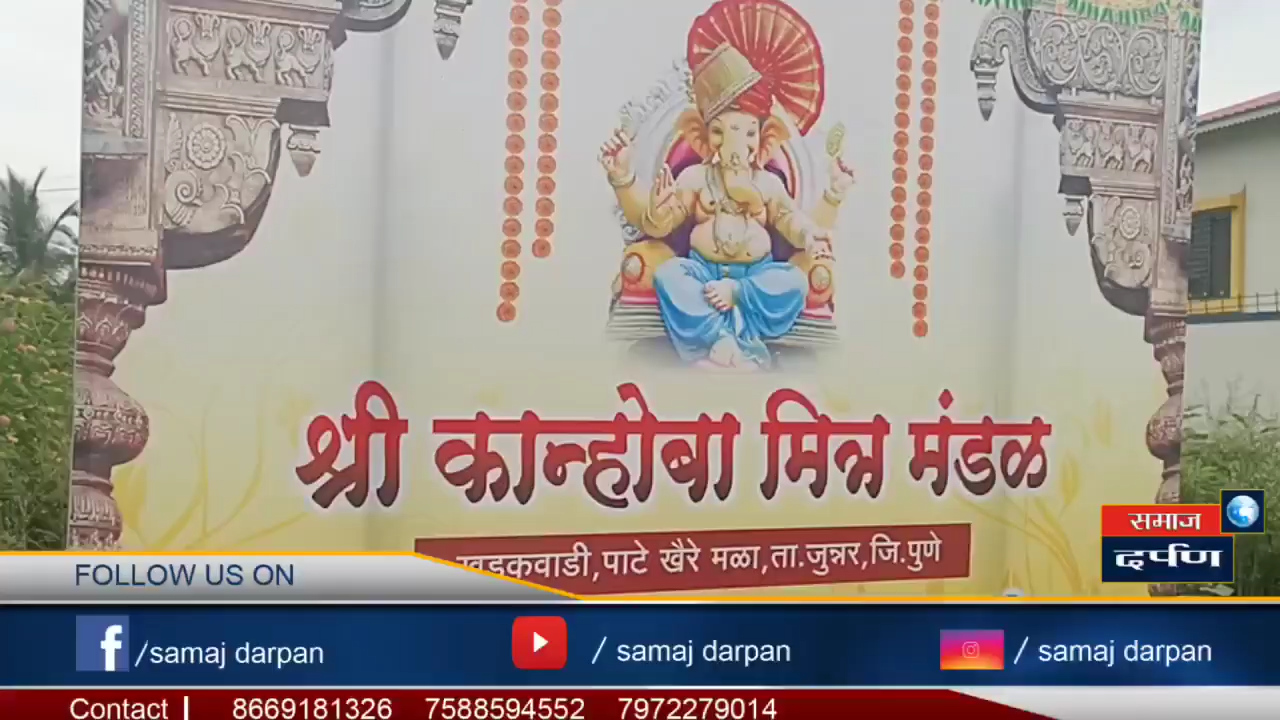 श्री कान्होबा मित्र मंडळ
खडकवाडी,पाटे खैरे मळा,ता.जुन्नर,जि.पुणे
समाज
दर्पण
FOLLOW US ON
/samaj darpan
/ samaj darpan
/ samaj darpan
Contact | 8669181326 7588594552 7972279014